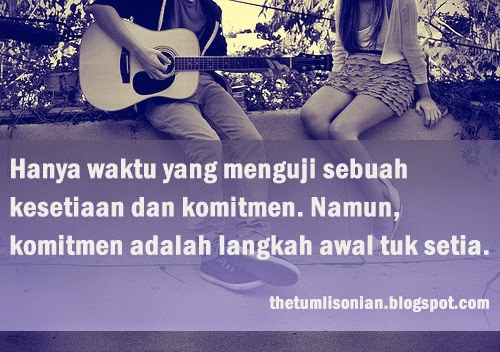 Hanya waktu yang menguji sebuah
kesetiaan dan komitmen. Namun,
komitmen adalah langkah awal tuk setia.
thetumlisonian.blogspot.com